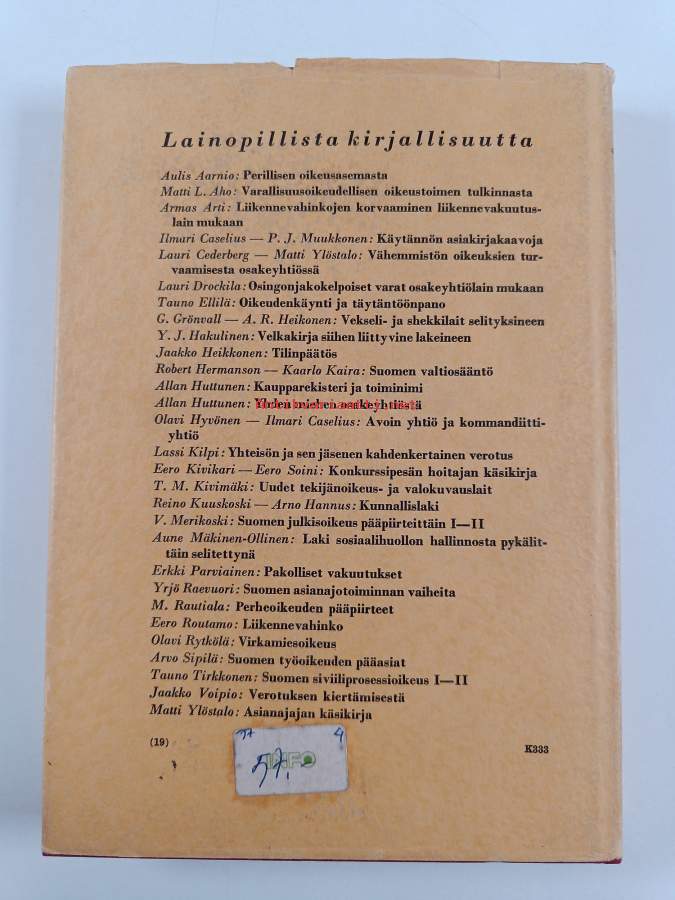 Lainopillista kirjallisuutta
Aulis Aarnio: Perillisen oikeusasemasta
Matti L. Aho: Varallisuusoikeudellisen oikeustoimen tulkinnasta
Armas Arti: Liikennevahinkojen korvaaminen liikennevakuutus-
lain mukaan
Ilmari Caselius — P. J. Muukkonen: Käytännön asiakirjakaavoja
Lauri Cederberg — Matti Ylöstalo: Vähemmistön oikeuksien tur-
vaamisesta osakeyhtiössä
Lauri Drockila: Osingonjakokelpoiset varat osakeyhtiölain mukaan
Tauno Ellilä: Oikeudenkäynti ja täytäntöönpano
G. Grönvall — A. R. Heikonen: Vekseli- ja shekkilait selityksineen
Y. J. Hakulinen: Velkakirja siihen liittyvine lakeineen
Jaakko Heikkonen: Tilinpäätös
Robert Hermanson — Kaarlo Kaira: Suomen valtiosääntö
Allan Huttunen: Kaupparekisteri ja toiminimi
Allan Huttunen: Yhden miehen osakeyhtiöstä
Olavi Hyvönen — Ilmari Caselius: Avoin yhtiö ja kommandiitti-
yhtiö
Lassi Kilpi: Yhteisön ja sen jäsenen kahdenkertainen verotus
Eero Kivikari — Eero Soini: Konkurssipesän hoitajan käsikirja
T. M. Kivimäki: Uudet tekijänoikeus- ja valokuvauslait
Reino Kuuskoski — Arno Hannus: Kunnallislaki
V. Merikoski: Suomen julkisoikeus pääpiirteittäin I—II
Aune Mäkinen-Ollinen: Laki sosiaalihuollon hallinnosta pykälit-
täin selitettynä
Erkki Parviainen: Pakolliset vakuutukset
Yrjö Raevuori: Suomen asianajotoiminnan vaiheita
M. Rautiala: Perheoikeuden pääpiirteet
Eero Routamo: Liikennevahinko
Olavi Rytkölä: Virkamiesoikeus
Arvo Sipilä: Suomen työoikeuden pääasiat
Tauno Tirkkonen: Suomen siviiliprosessioikeus I—II
Jaakko Voipio: Verotuksen kiertämisestä
Matti Ylöstalo: Asianajajan käsikirja
(19)
K333
INFO
57.